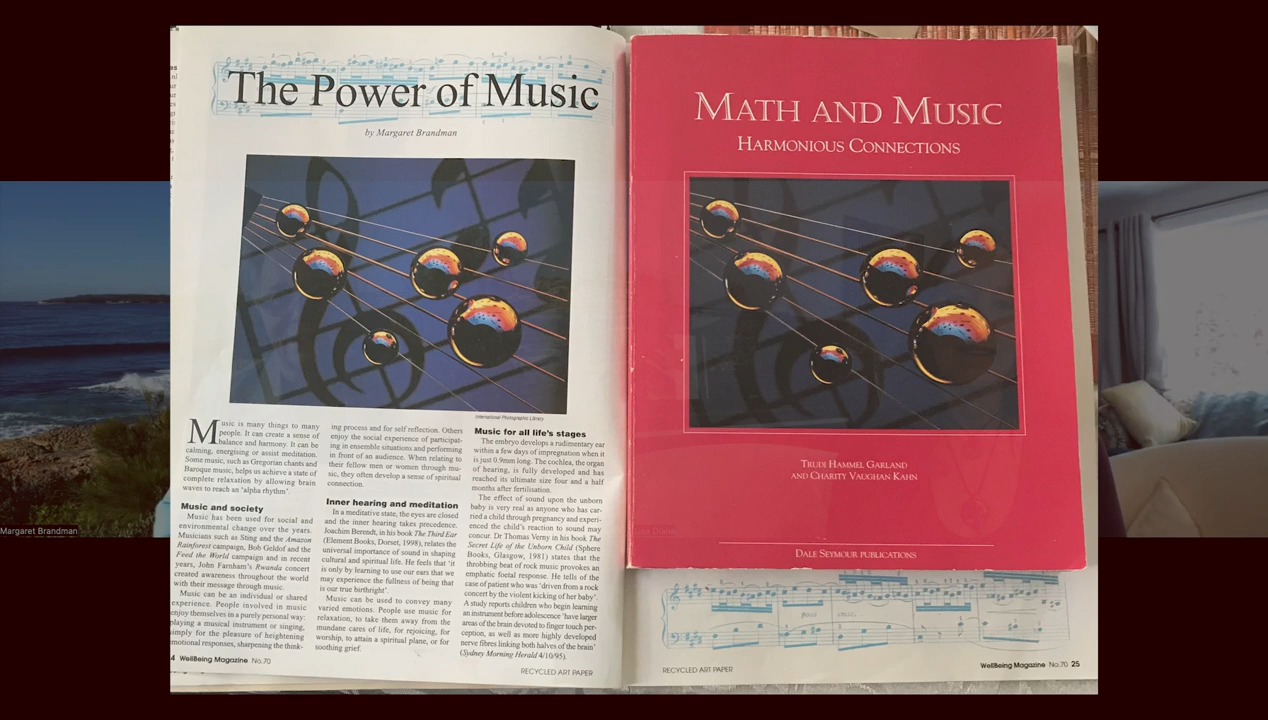 The Power of Music
by Margaret Brandman
International Photographic Library
Music is many things to many
people. It can create a sense of
balance and harmony. It can be
calming, energising or assist meditation.
Some music, such as Gregorian chants and
Baroque music, helps us achieve a state of
complete relaxation by allowing brain
waves to reach an 'alpha rhythm'.
Music and society
Music has been used for social and
environmental change over the years.
Musicians such as Sting and the Amazon
Rainforest campaign, Bob Geldof and the
Feed the World campaign and in recent
years, John Farnham's Rwanda concert
created awareness throughout the world
with their message through music.
Music can be an individual or shared
experience. People involved in music
enjoy themselves in a purely personal way:
playing a musical instrument or singing,
simply for the pleasure of heightening
emotional responses, sharpening the think-
ing process and for self reflection. Others
enjoy the social experience of participat-
ing in ensemble situations and performing
in front of an audience. When relating to
their fellow men or women through mu-
sic, they often develop a sense of spiritual
connection.
Inner hearing and meditation
In a meditative state, the eyes are closed
and the inner hearing takes precedence.
Joachim Berendt, in his book The Third Ear
(Element Books, Dorset, 1998), relates the
universal importance of sound in shaping
cultural and spiritual life. He feels that 'it
is only by learning to use our ears that we
may experience the fullness of being that
is our true birthright'.
Music can be used to convey many
varied emotions. People use music for
relaxation, to take them away from the
mundane cares of life, for rejoicing, for
worship, to attain a spiritual plane, or for
soothing grief.
Music for all life's stages
The embryo develops a rudimentary ear
within a few days of impregnation when it
is just 0.9mm long. The cochlea, the organ
of hearing, is fully developed and has
reached its ultimate size four and a half
months after fertilisation.
The effect of sound upon the unborn
baby is very real as anyone who has car-
ried a child through pregnancy and experi-
enced the child's reaction to sound may
concur. Dr Thomas Verny in his book The
Secret Life of the Unborn Child (Sphere
Books, Glasgow, 1981) states that the
throbbing beat of rock music provokes an
emphatic foetal response. He tells of the
case of patient who was 'driven from a rock
concert by the violent kicking of her baby'.
A study reports children who begin learning
an instrument before adolescence 'have larger
areas of the brain devoted to finger touch per-
ception, as well as more highly developed
nerve fibres linking both halves of the brain'
(Sydney Morning Herald 4/10/95).
4 WellBeing Magazine No.70
RECYCLED ART PAPER
MATH AND MUSIC
HARMONIOUS CONNECTIONS
TRUDI HAMMEL GARLAND
AND CHARITY VAUGHAN KAHN
DALE SEYMOUR PUBLICATIONS
RECYCLED ART PAPER
WellBeing Magazine No.70 25
Margaret Brandman